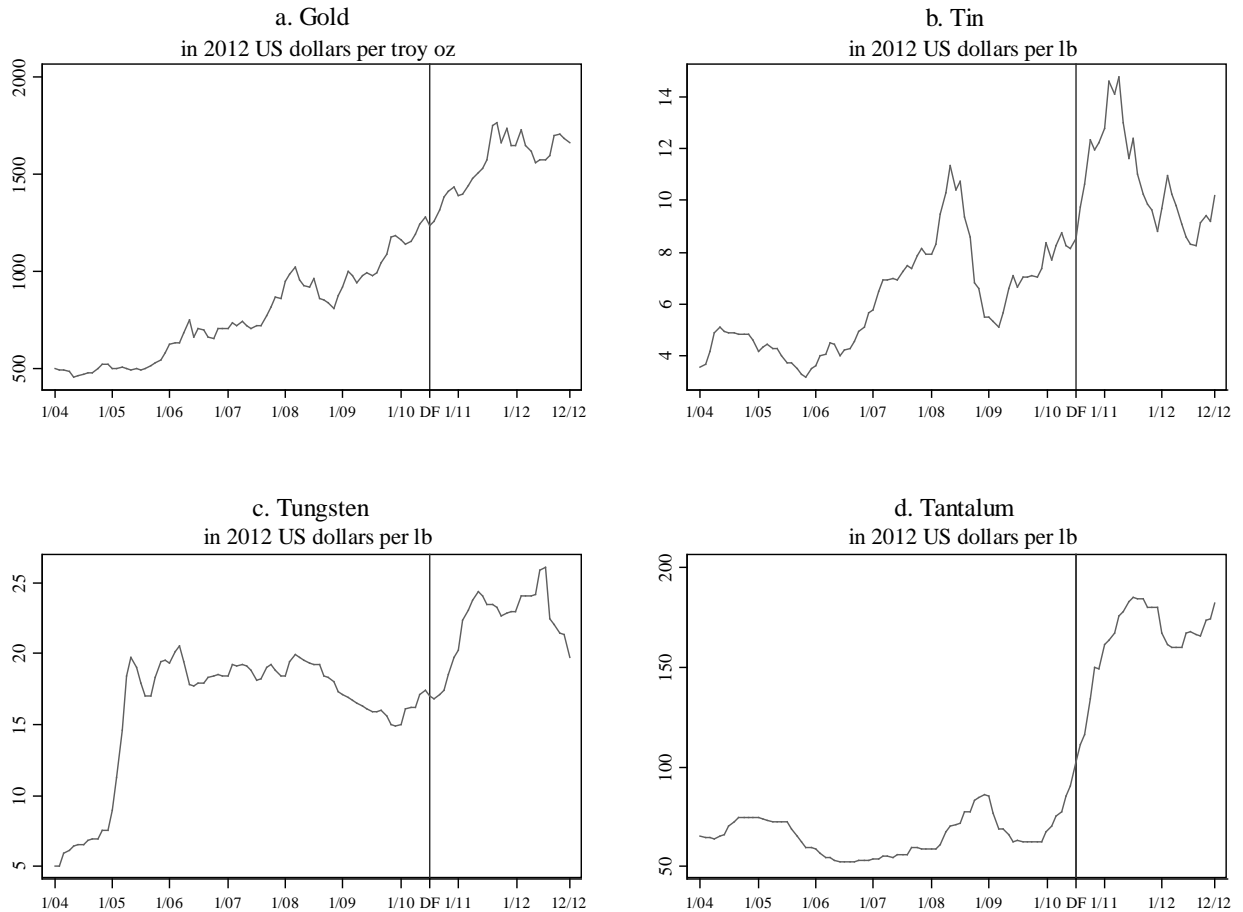 a. Gold
in 2012 US dollars per troy oz
2000
1500
1000
500
1/04 1/05 1/06 1/07 1/08 1/09 1/10 DF 1/11 1/12 12/12
b. Tin
in 2012 US dollars per lb
14
12
10
8
6
4
1/04 1/05 1/06 1/07 1/08 1/09 1/10 DF 1/11 1/12 12/12
c. Tungsten
in 2012 US dollars per lb
25
20
15
10
5
1/04 1/05 1/06 1/07 1/08 1/09 1/10 DF 1/11 1/12 12/12
d. Tantalum
in 2012 US dollars per lb
200
150
100
50
1/04 1/05 1/06 1/07 1/08 1/09 1/10 DF 1/11 1/12 12/12